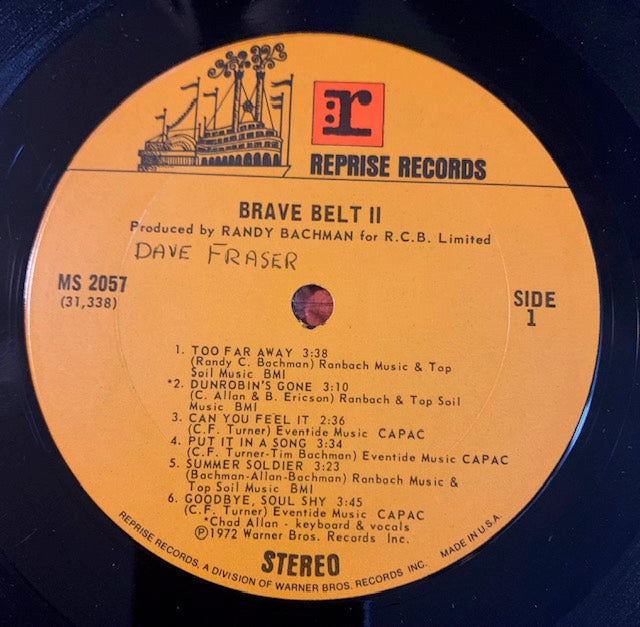 r
REPRISE RECORDS
BRAVE BELT II
Produced by RANDY BACHMAN for R.C.B. Limited
DAVE FRASER
MS 2057
(31,338)
SIDE
1
1. TOO FAR AWAY 3:38
(Randy C. Bachman) Ranbach Music & Top
Soil Music BMI
*2. DUNROBIN'S GONE 3:10
(C. Allan & B. Ericson) Ranbach & Top Soil
Music BMI
3. CAN YOU FEEL IT 2:36
(C.F. Turner) Eventide Music CAPAC
4. PUT IT IN A SONG 3:34
(C.F. Turner-Tim Bachman) Eventide Music CAPAC
5. SUMMER SOLDIER 3:23
(Bachman-Allan-Bachman) Ranbach Music &
Top Soil Music BMI
6. GOODBYE, SOUL SHY 3:45
(C.F. Turner) Eventide Music CAPAC
*Chad Allan - keyboard & vocals
Ⓟ1972 Warner Bros. Records Inc.
STEREO
REPRISE RECORDS, A DIVISION OF WARNER BROS. RECORDS INC. MADE IN U.S.A.